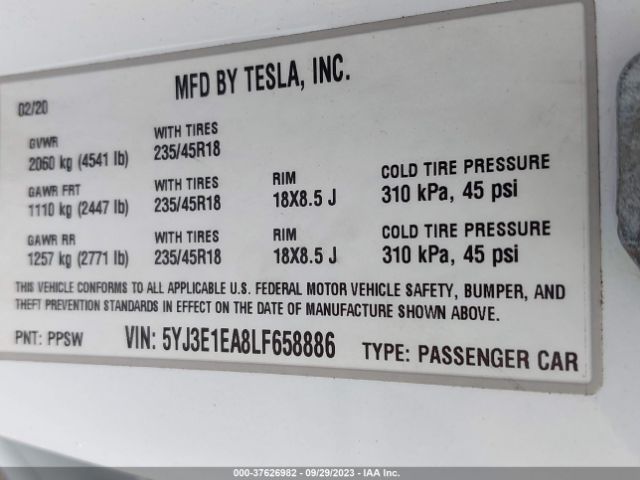 MFD BY TESLA, INC.
02/20
GVWR WITH TIRES
2060 kg (4541 lb) 235/45R18
GAWR FRT WITH TIRES RIM COLD TIRE PRESSURE
1110 kg (2447 lb) 235/45R18 18X8.5 J 310 kPa, 45 psi
GAWR RR WITH TIRES RIM COLD TIRE PRESSURE
1257 kg (2771 lb) 235/45R18 18X8.5 J 310 kPa, 45 psi
THIS VEHICLE CONFORMS TO ALL APPLICABLE U.S. FEDERAL MOTOR VEHICLE SAFETY, BUMPER, AND
THEFT PREVENTION STANDARDS IN EFFECT ON THE DATE OF MANUFACTURE SHOWN ABOVE.
PNT: PPSW VIN: 5YJ3E1EA8LF658886 TYPE: PASSENGER CAR
000-37626982 - 09/29/2023 - IAA Inc.